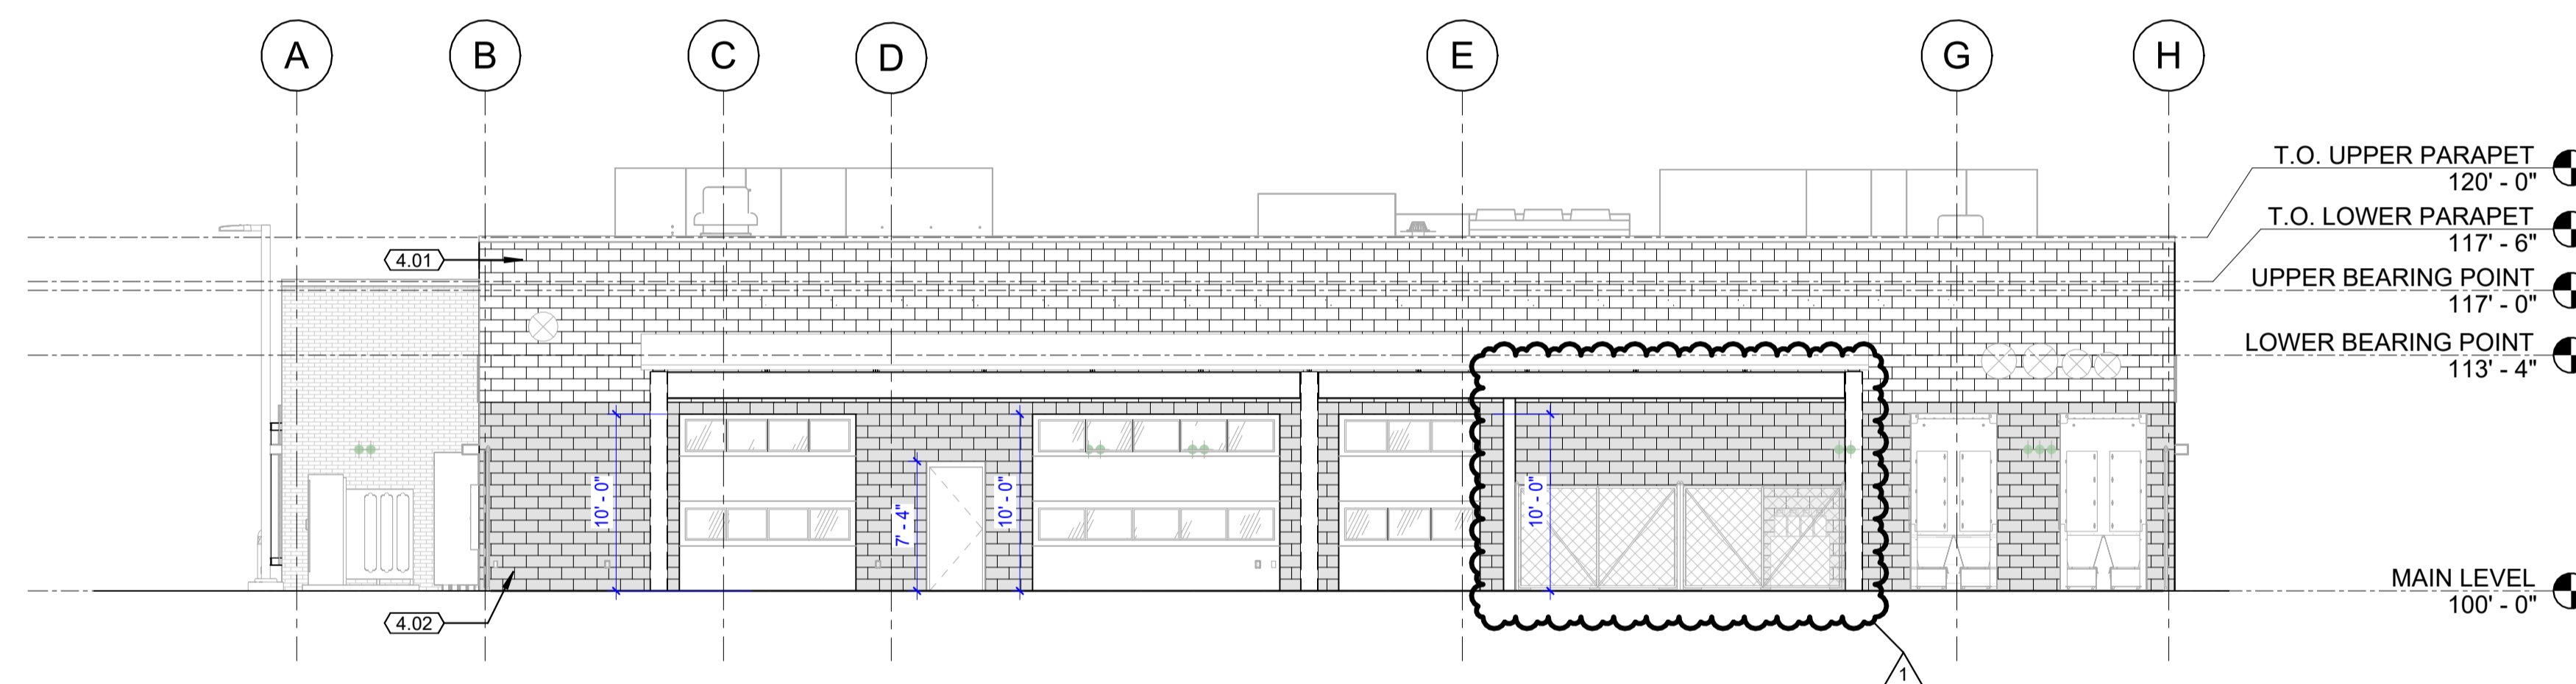 A
B
C
D
E
G
H
T.O. UPPER PARAPET
120' - 0"
T.O. LOWER PARAPET
117' - 6"
UPPER BEARING POINT
117' - 0"
LOWER BEARING POINT
113' - 4"
MAIN LEVEL
100' - 0"
4.01
4.02
10' - 0"
7' - 4"
10' - 0"
10' - 0"
1